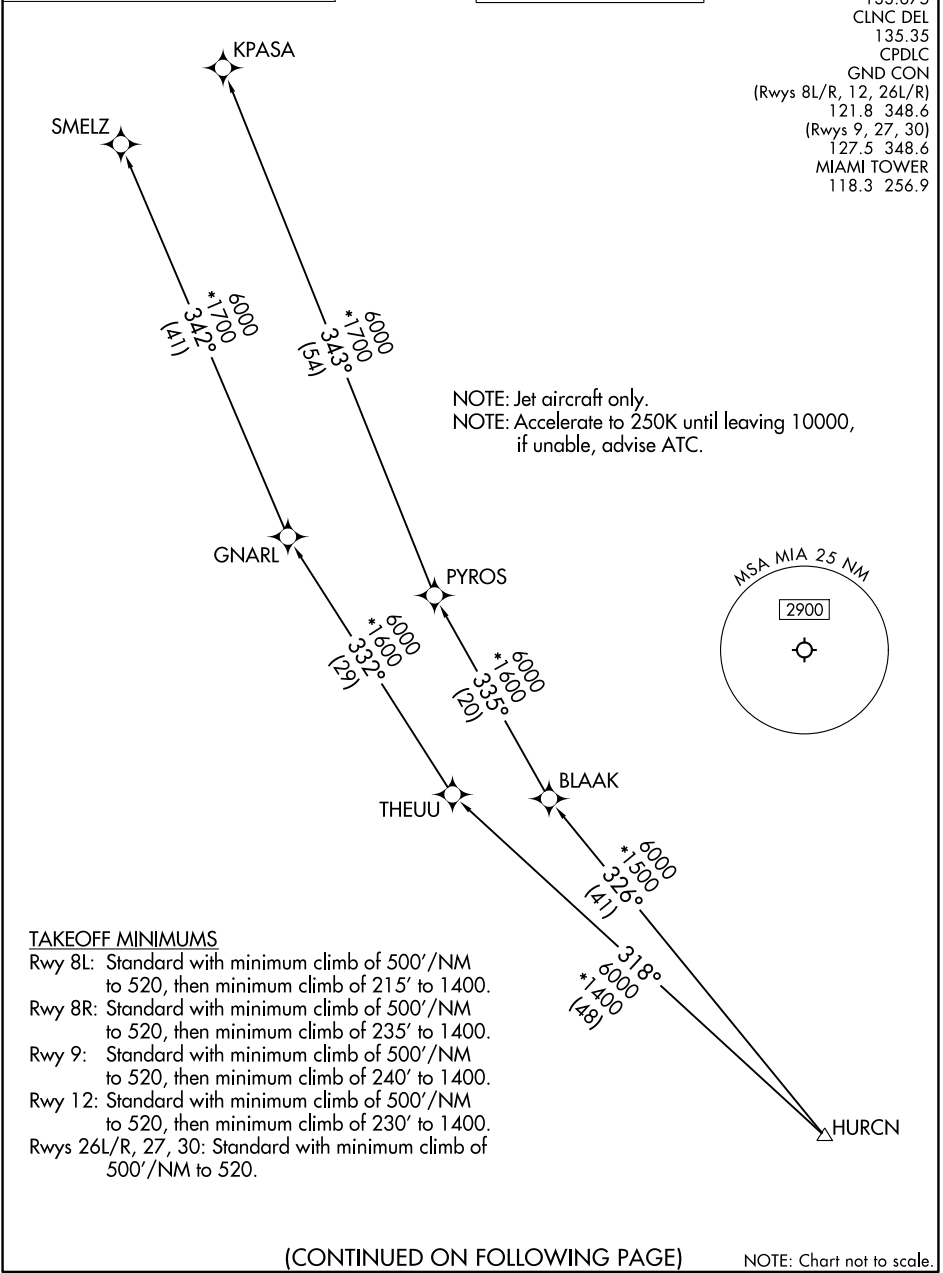 CLNC DEL
135.35
CPDLC
GND CON
(Rwys 8L/R, 12, 26L/R)
121.8 348.6
(Rwys 9, 27, 30)
127.5 348.6
MIAMI TOWER
118.3 256.9
KPASA
SMELZ
6000
*1700
342°
(41)
6000
*1700
343°
(54)
NOTE: Jet aircraft only.
NOTE: Accelerate to 250K until leaving 10000,
if unable, advise ATC.
GNARL
PYROS
MSA MIA 25 NM
2900
6000
*1600
332°
(29)
6000
*1600
335°
(20)
THEUU
BLAAK
6000
*1500
326°
(41)
318°
6000
*1400
(48)
TAKEOFF MINIMUMS
Rwy 8L: Standard with minimum climb of 500'/NM
to 520, then minimum climb of 215' to 1400.
Rwy 8R: Standard with minimum climb of 500'/NM
to 520, then minimum climb of 235' to 1400.
Rwy 9: Standard with minimum climb of 500'/NM
to 520, then minimum climb of 240' to 1400.
Rwy 12: Standard with minimum climb of 500'/NM
to 520, then minimum climb of 230' to 1400.
Rwys 26L/R, 27, 30: Standard with minimum climb of
500'/NM to 520.
HURCN
(CONTINUED ON FOLLOWING PAGE)
NOTE: Chart not to scale.